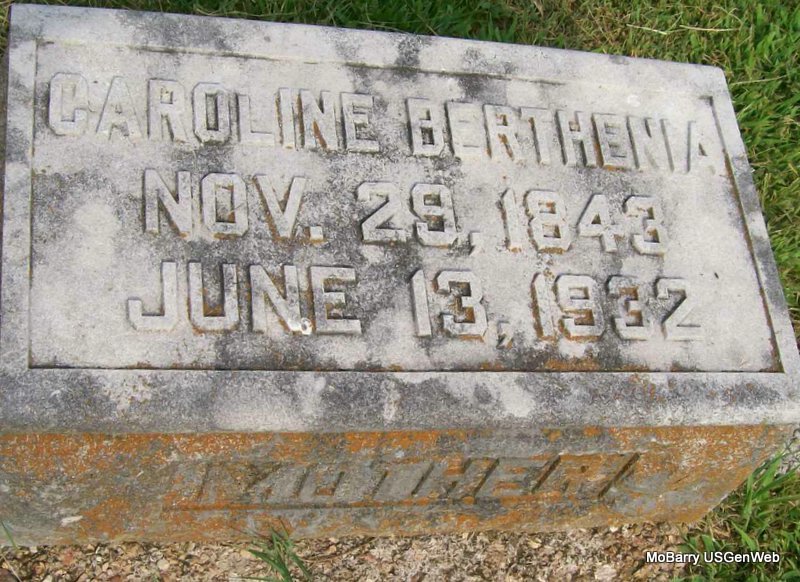 CAROLINE BERTHENIA
NOV. 29, 1843
JUNE 13, 1932
MOTHER
MoBarry USGenWeb